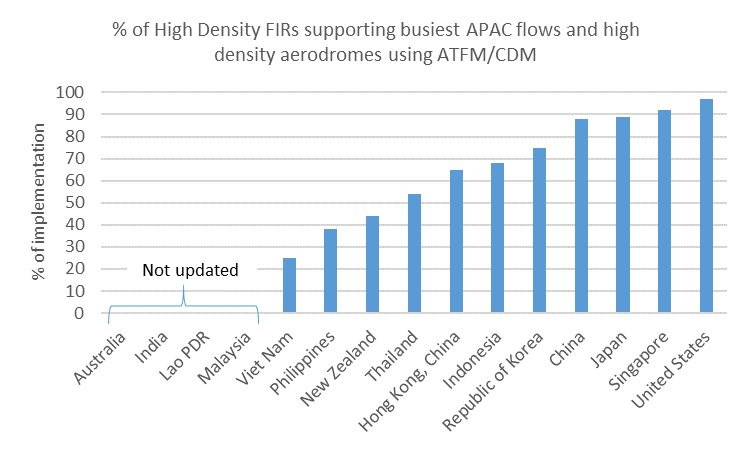 % of High Density FIRs supporting busiest APAC flows and high
density aerodromes using ATFM/CDM
% of implementation
100
90
80
70
60
50
40
30
20
10
0
Not updated
Australia
India
Lao PDR
Malaysia
Viet Nam
Philippines
New Zealand
Thailand
Hong Kong, China
Indonesia
Republic of Korea
China
Japan
Singapore
United States